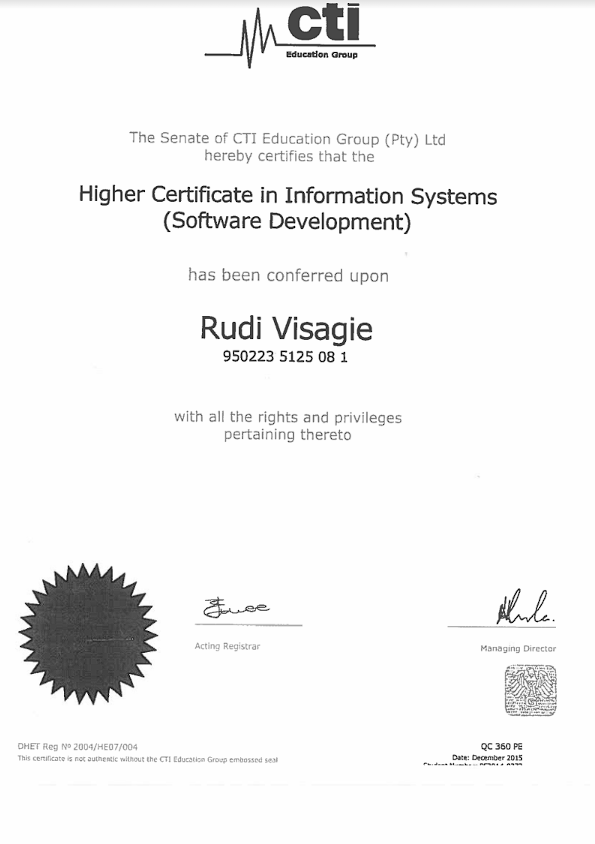 cti
Education Group
The Senate of CTI Education Group (Pty) Ltd
hereby certifies that the
Higher Certificate in Information Systems
(Software Development)
has been conferred upon
Rudi Visagie
950223 5125 08 1
with all the rights and privileges
pertaining thereto
Acting Registrar
Managing Director
DHET Reg Nº 2004/HE07/004
QC 360 PE
This certificate is not authentic without the CTI Education Group embossed seal
Date: December 2015